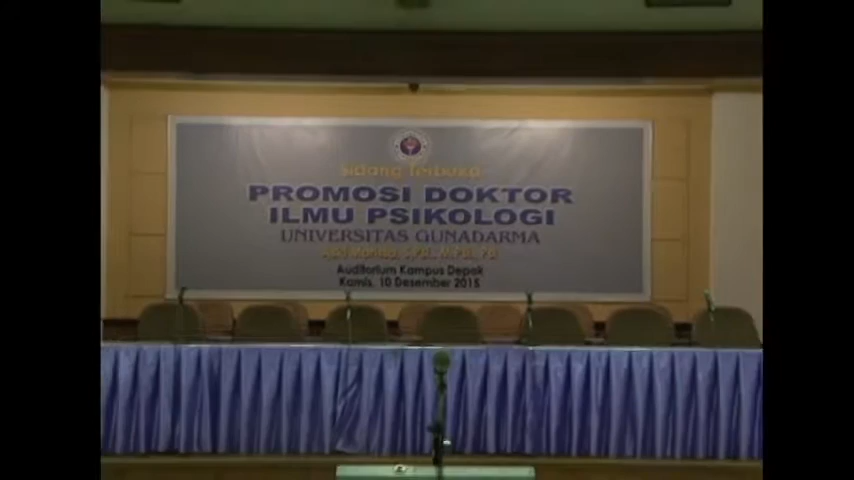 Sidang Terbuka
PROMOSI DOKTOR
ILMU PSIKOLOGI
UNIVERSITAS GUNADARMA
Auditorium Kampus Depok
Kamis, 10 Desember 2015